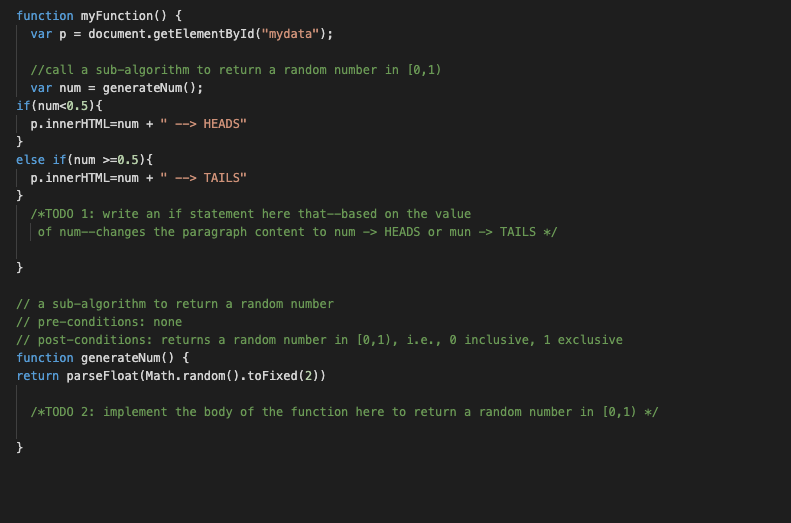 function myFunction() {
var p = document.getElementById("mydata");
//call a sub-algorithm to return a random number in [0,1)
var num = generateNum();
if(num<0.5){
p.innerHTML=num + " --> HEADS"
}
else if(num >=0.5){
p.innerHTML=num + " --> TAILS"
}
/*TODO 1: write an if statement here that--based on the value
of num--changes the paragraph content to num -> HEADS or mun -> TAILS */
}
// a sub-algorithm to return a random number
// pre-conditions: none
// post-conditions: returns a random number in [0,1), i.e., 0 inclusive, 1 exclusive
function generateNum() {
return parseFloat(Math.random().toFixed(2))
/*TODO 2: implement the body of the function here to return a random number in [0,1) */
}